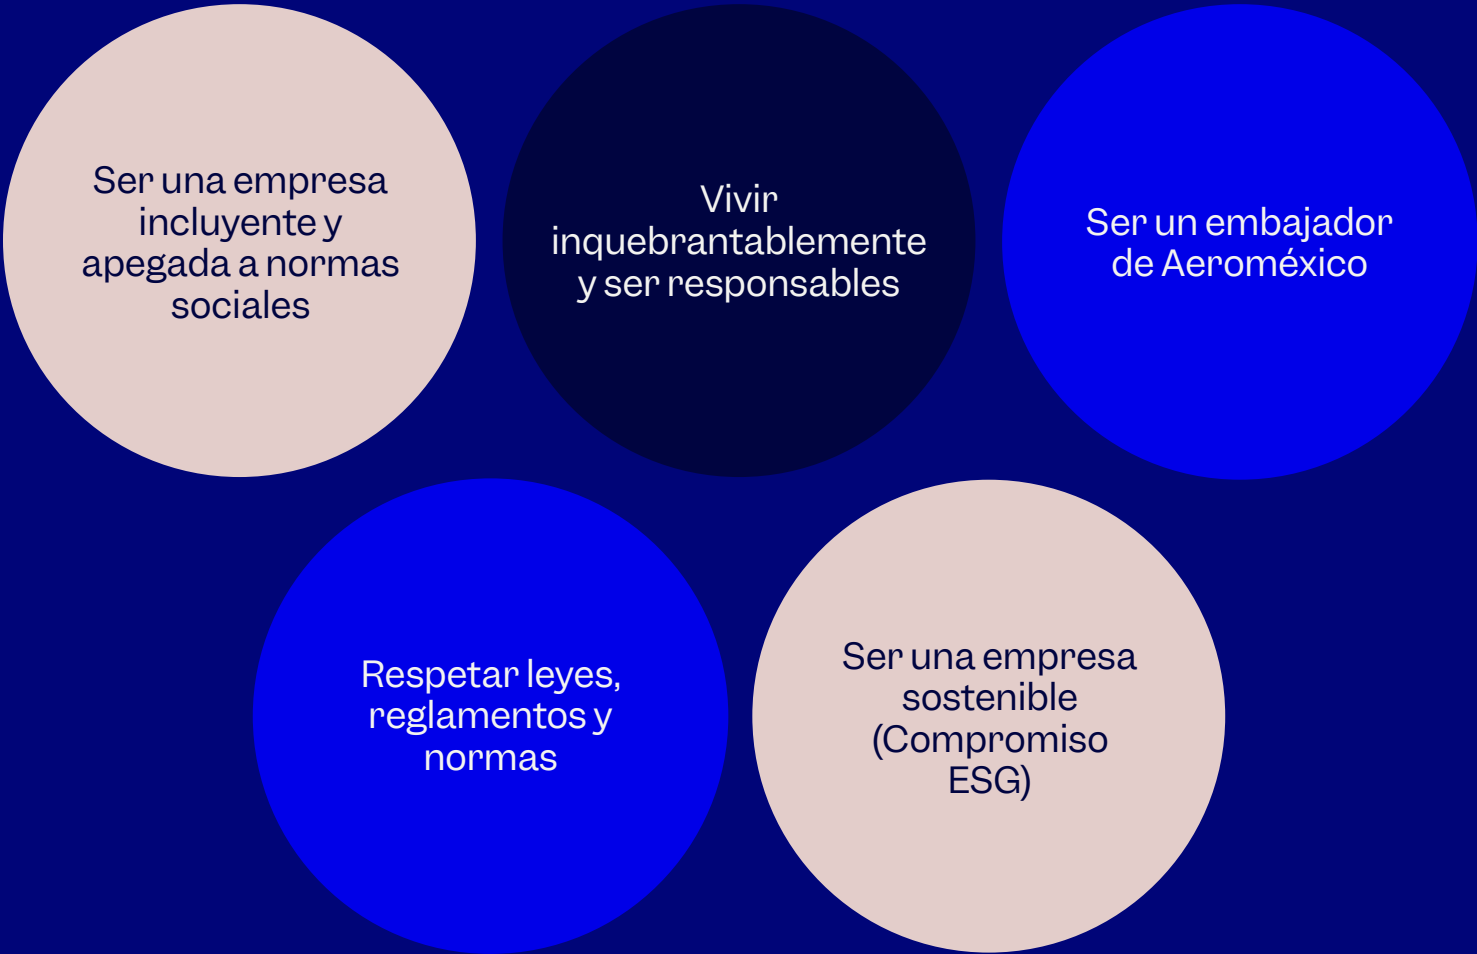 Ser una empresa
incluyente y
apegada a normas
sociales
Vivir
inquebrantablemente
y ser responsables
Ser un embajador
de Aeroméxico
Respetar leyes,
reglamentos y
normas
Ser una empresa
sostenible
(Compromiso
ESG)